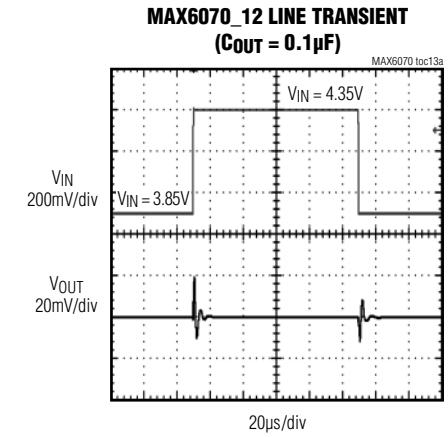 MAX6070_12 LINE TRANSIENT
(COUT = 0.1µF)
MAX6070 toc13a
VIN = 4.35V
VIN
200mV/div
VIN = 3.85V
VOUT
20mV/div
20µs/div